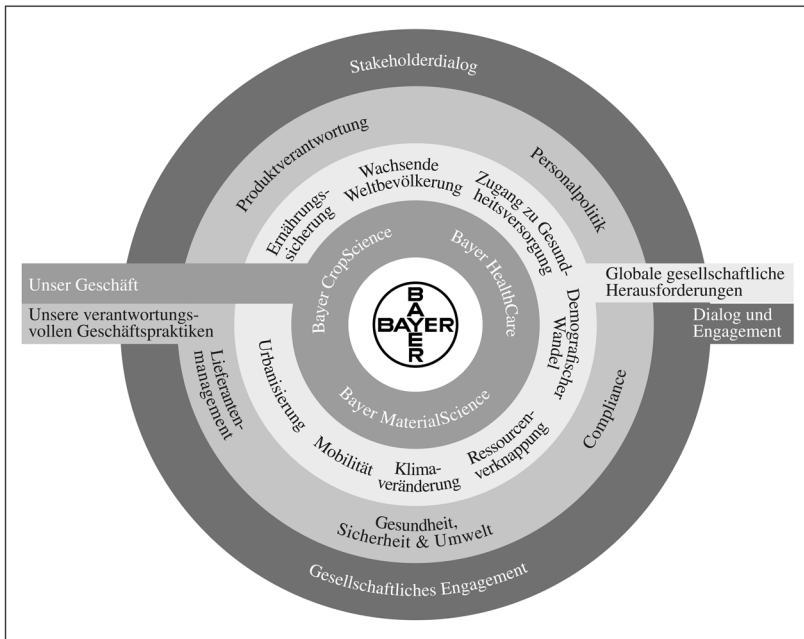 Stakeholderdialog
Produktverantwortung
Personalpolitik
Wachsende
Weltbevölkerung
Ernährungs-
sicherung
Zugang zu Gesund-
heitsversorgung
Bayer CropScience
Bayer HealthCare
Unser Geschäft
Unsere verantwortungs-
vollen Geschäftspraktiken
Globale gesellschaftliche
Herausforderungen
Dialog und
Engagement
BAYER
BAYER
Demografischer
Wandel
Lieferanten-
management
Urbanisierung
Bayer MaterialScience
Compliance
Mobilität
Klima-
veränderung
Ressourcen-
verknappung
Gesundheit,
Sicherheit & Umwelt
Gesellschaftliches Engagement